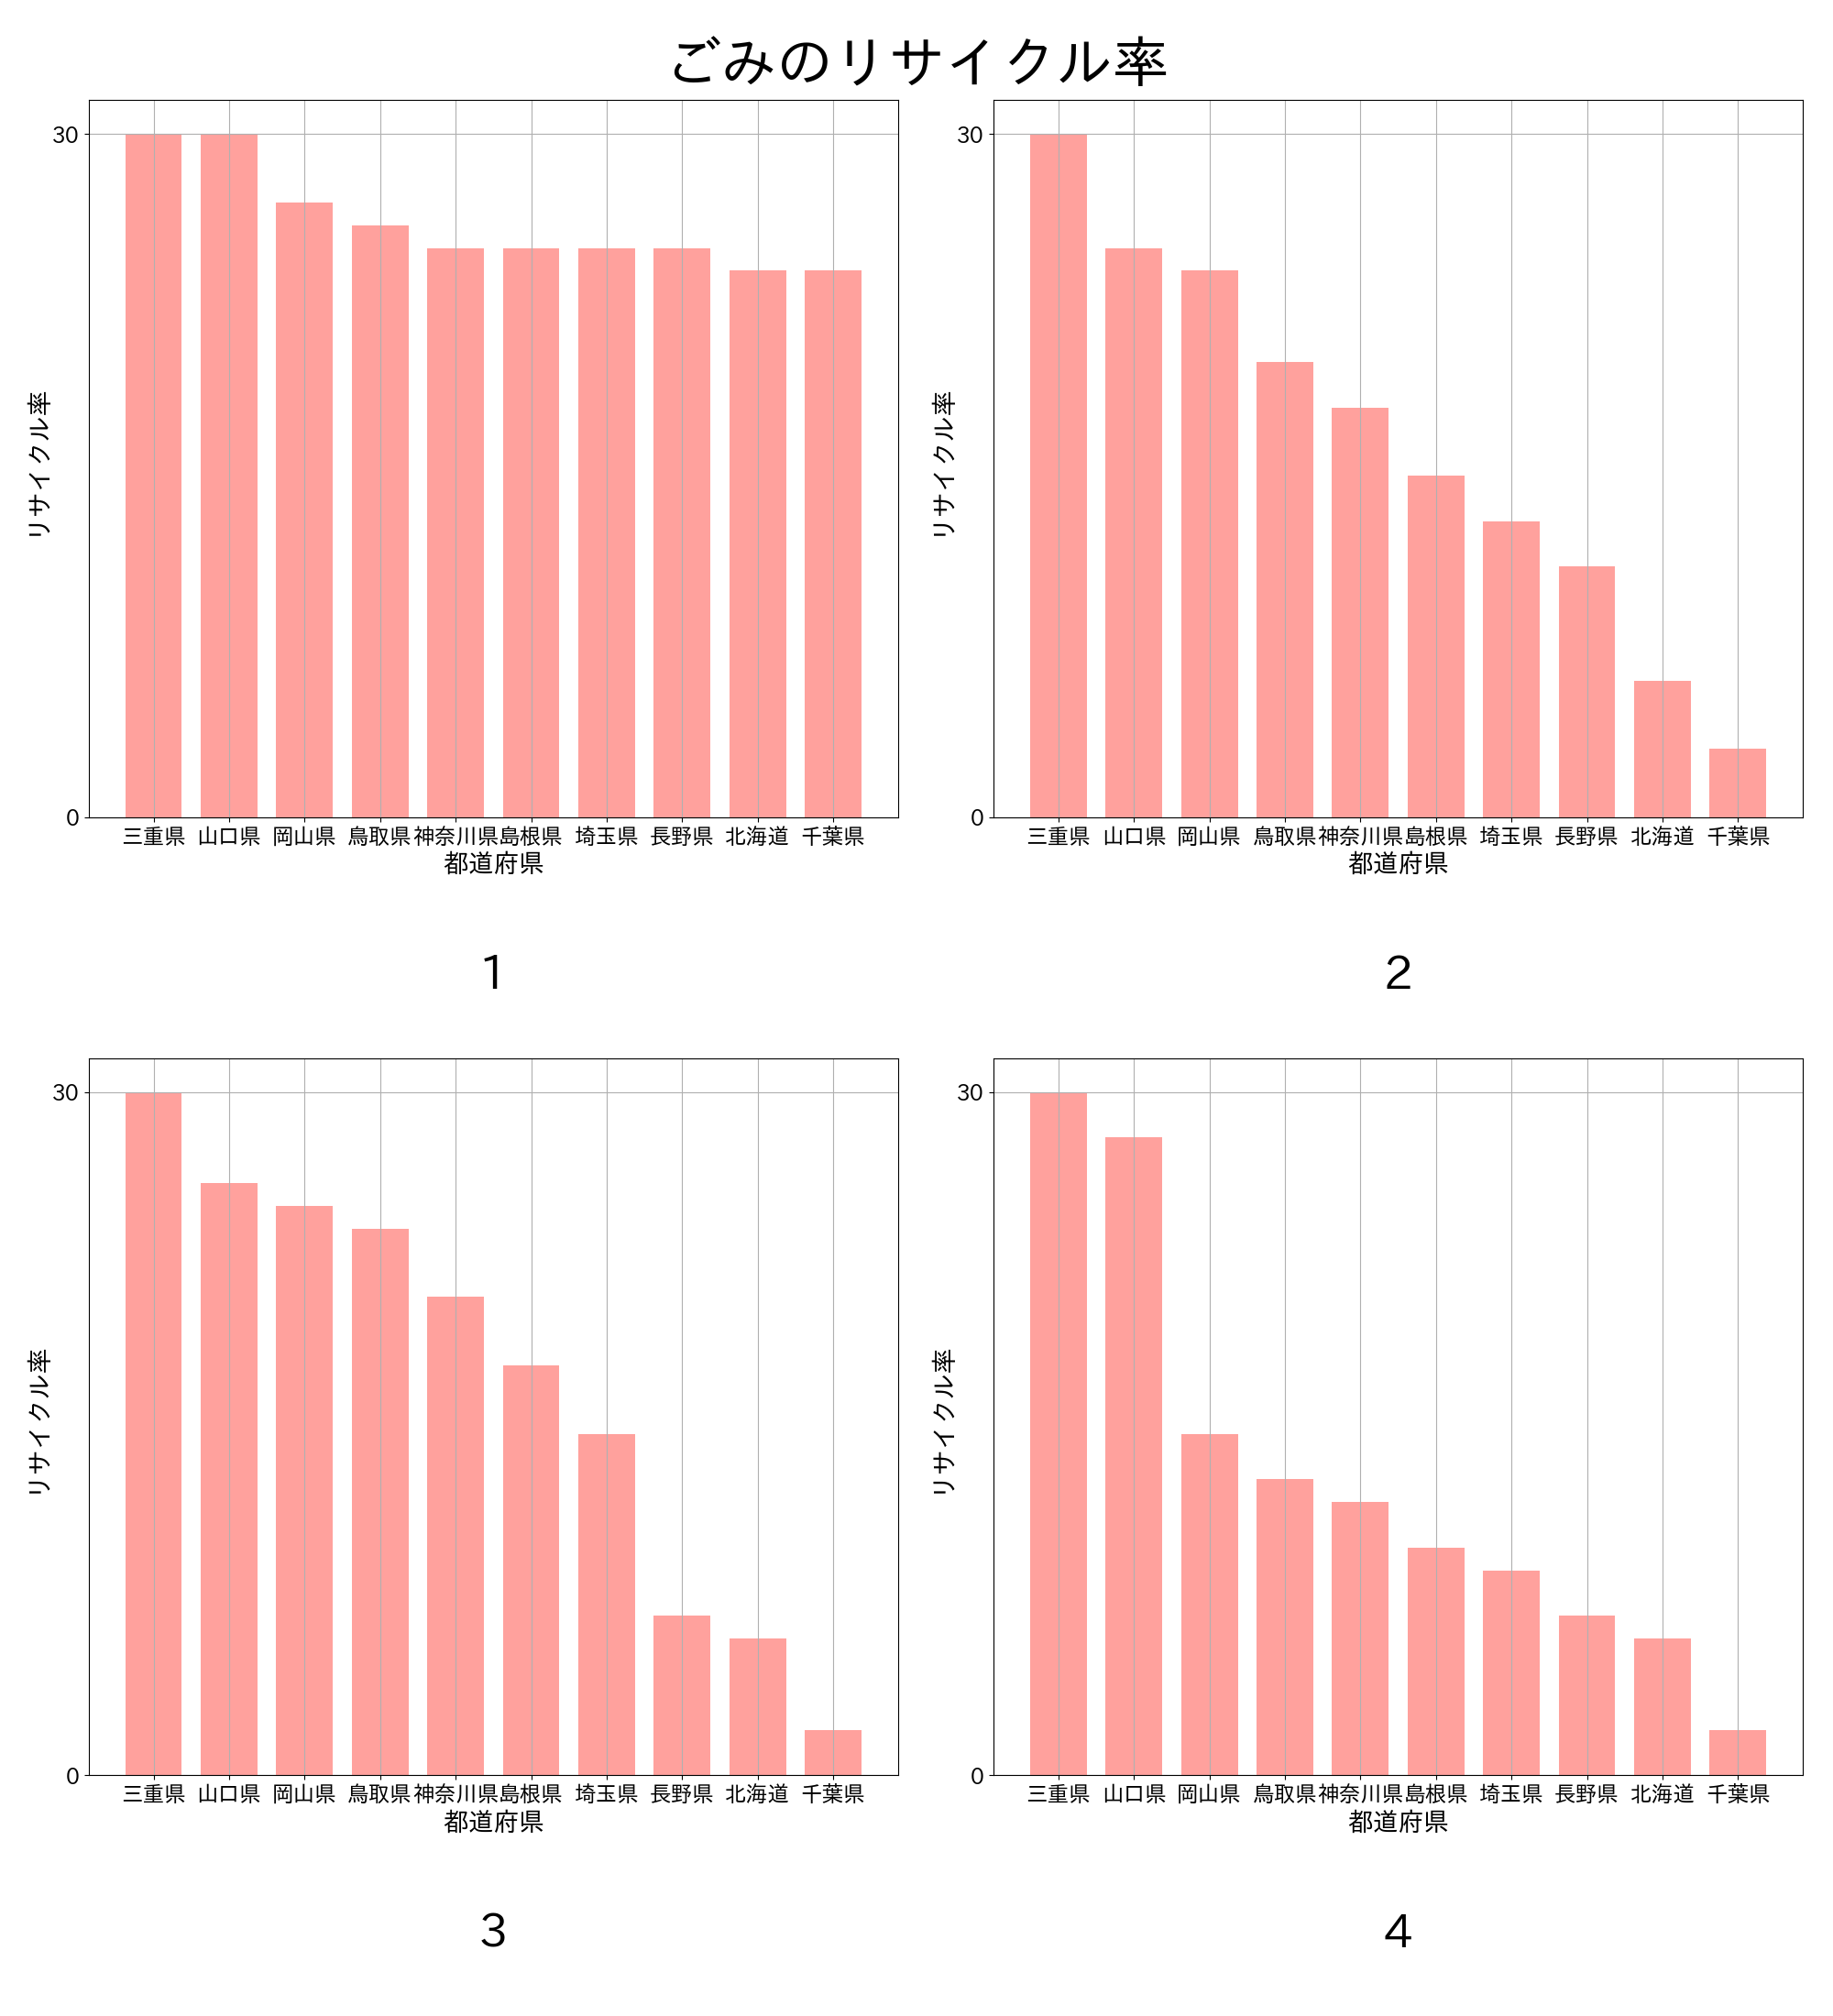 ごみのリサイクル率
30
0
リサイクル率
三重県 山口県 岡山県 鳥取県 神奈川県 島根県 埼玉県 長野県 北海道 千葉県
都道府県
1
30
0
リサイクル率
三重県 山口県 岡山県 鳥取県 神奈川県 島根県 埼玉県 長野県 北海道 千葉県
都道府県
2
30
0
リサイクル率
三重県 山口県 岡山県 鳥取県 神奈川県 島根県 埼玉県 長野県 北海道 千葉県
都道府県
3
30
0
リサイクル率
三重県 山口県 岡山県 鳥取県 神奈川県 島根県 埼玉県 長野県 北海道 千葉県
都道府県
4